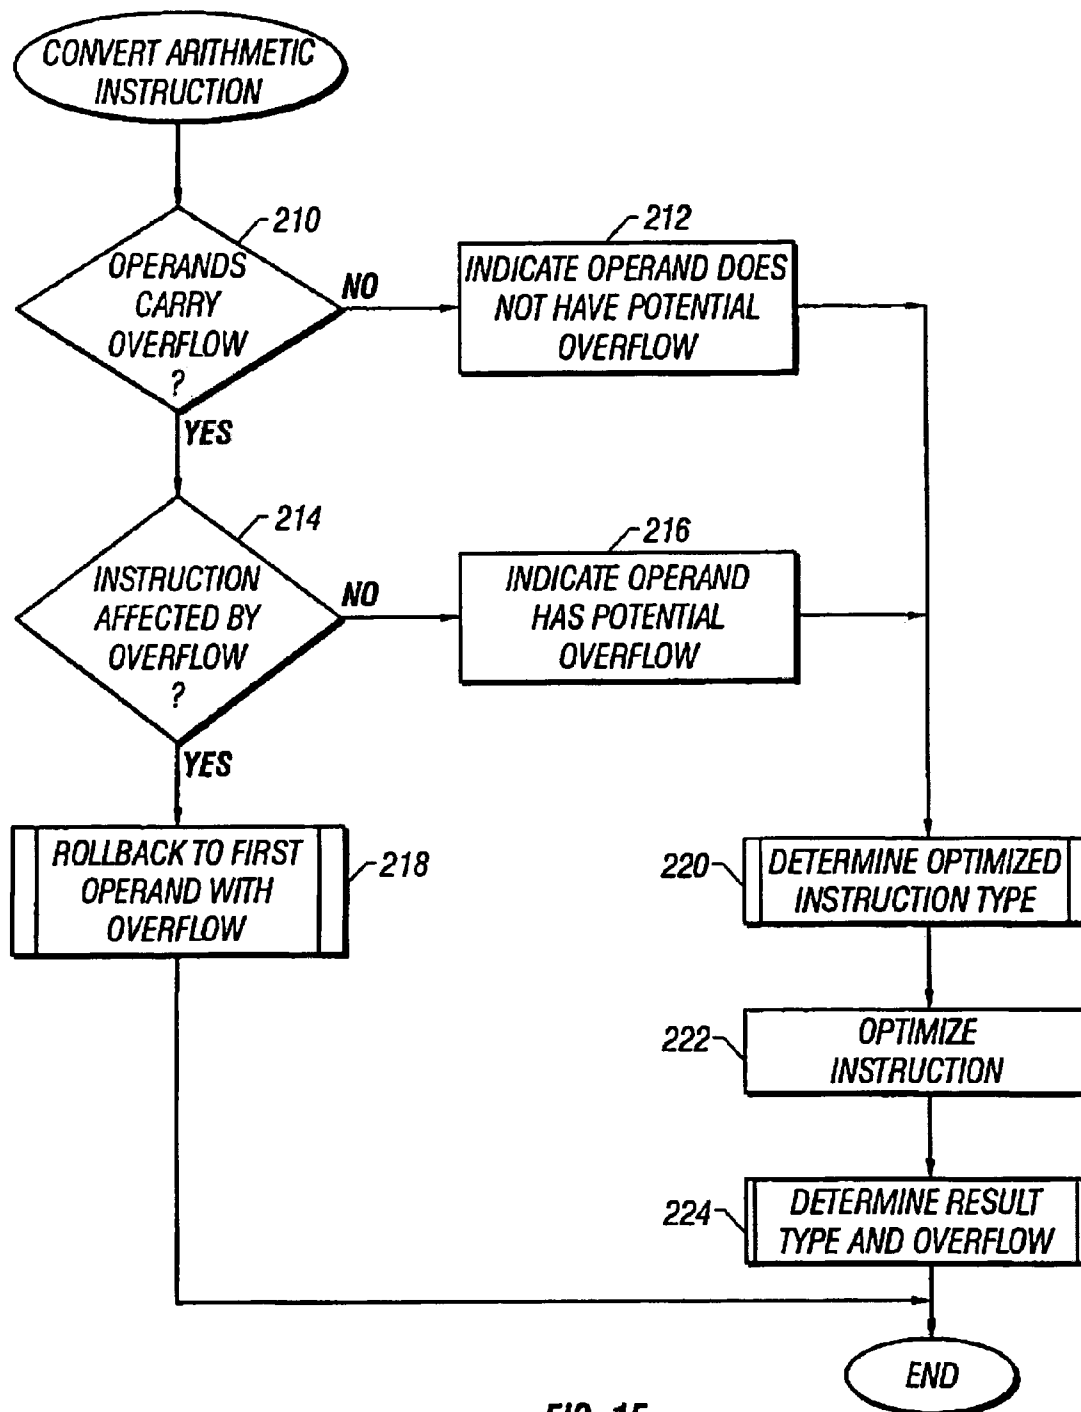 CONVERT ARITHMETIC
INSTRUCTION
210
OPERANDS
CARRY
OVERFLOW
?
NO
YES
212
INDICATE OPERAND DOES
NOT HAVE POTENTIAL
OVERFLOW
214
INSTRUCTION
AFFECTED BY
OVERFLOW
?
NO
YES
216
INDICATE OPERAND
HAS POTENTIAL
OVERFLOW
ROLLBACK TO FIRST
OPERAND WITH
OVERFLOW
218
220
DETERMINE OPTIMIZED
INSTRUCTION TYPE
222
OPTIMIZE
INSTRUCTION
224
DETERMINE RESULT
TYPE AND OVERFLOW
END